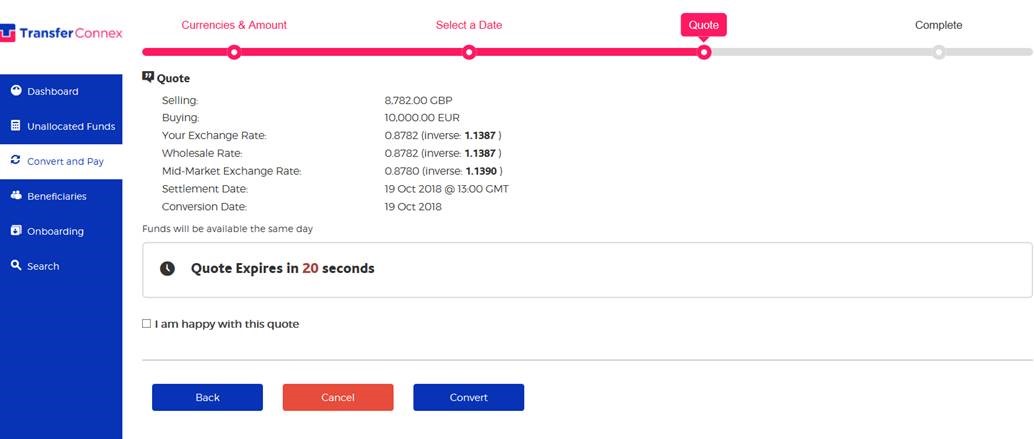 Currencies & Amount
Select a Date
Quote
Complete
TransferConnex
Dashboard
Unallocated Funds
Convert and Pay
Beneficiaries
Onboarding
Search
Quote
Selling: 8,782.00 GBP
Buying: 10,000.00 EUR
Your Exchange Rate: 0.8782 (inverse: 1.1387 )
Wholesale Rate: 0.8782 (inverse: 1.1387 )
Mid-Market Exchange Rate: 0.8780 (inverse: 1.1390 )
Settlement Date: 19 Oct 2018 @ 13:00 GMT
Conversion Date: 19 Oct 2018
Funds will be available the same day
Quote Expires in 20 seconds
I am happy with this quote
Back
Cancel
Convert